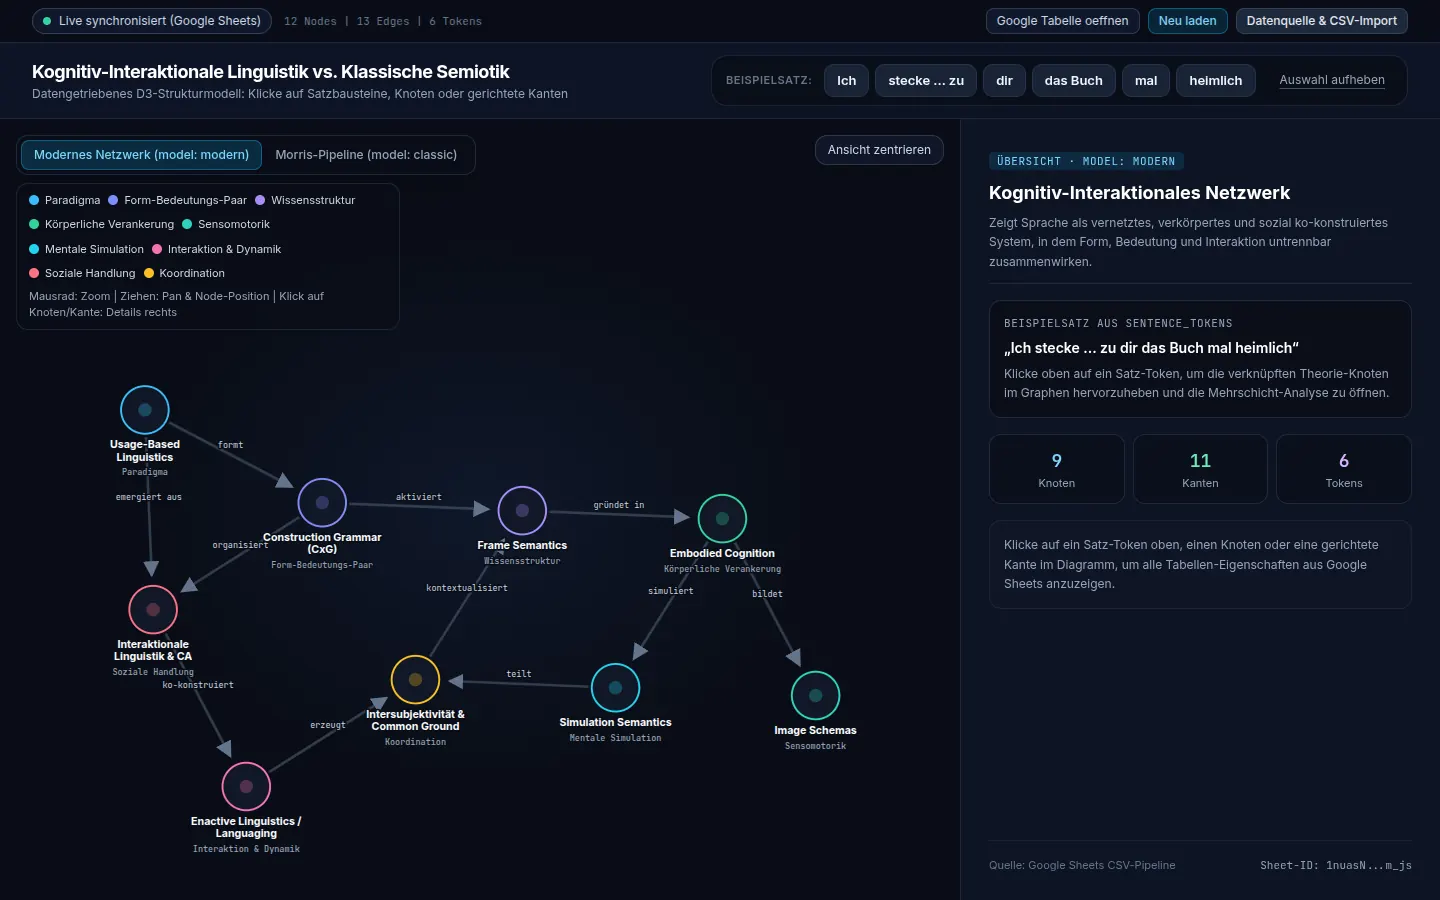 Live synchronisiert (Google Sheets)
12 Nodes | 13 Edges | 6 Tokens
Google Tabelle oeffnen
Neu laden
Datenquelle & CSV-Import
Kognitiv-Interaktionale Linguistik vs. Klassische Semiotik
Datengetriebenes D3-Strukturmodell: Klicke auf Satzbausteine, Knoten oder gerichtete Kanten
BEISPIELSATZ:
Ich
stecke ... zu
dir
das Buch
mal
heimlich
Auswahl aufheben
Modernes Netzwerk (model: modern)
Morris-Pipeline (model: classic)
Ansicht zentrieren
Paradigma
Form-Bedeutungs-Paar
Wissensstruktur
Körperliche Verankerung
Sensomotorik
Mentale Simulation
Interaktion & Dynamik
Soziale Handlung
Koordination
Mausrad: Zoom | Ziehen: Pan & Node-Position | Klick auf
Knoten/Kante: Details rechts
Usage-Based
Linguistics
Paradigma
formt
emergiert aus
Construction Grammar
(CxG)
Form-Bedeutungs-Paar
aktiviert
organisiert
Frame Semantics
Wissensstruktur
gründet in
Embodied Cognition
Körperliche Verankerung
kontextualisiert
simuliert
bildet
Interaktionale
Linguistik & CA
Soziale Handlung
ko-konstruiert
Intersubjektivität &
Common Ground
Koordination
teilt
erzeugt
Simulation Semantics
Mentale Simulation
Image Schemas
Sensomotorik
Enactive Linguistics /
Languaging
Interaktion & Dynamik
ÜBERSICHT · MODEL: MODERN
Kognitiv-Interaktionales Netzwerk
Zeigt Sprache als vernetztes, verkörpertes und sozial ko-konstruiertes
System, in dem Form, Bedeutung und Interaktion untrennbar
zusammenwirken.
BEISPIELSATZ AUS SENTENCE_TOKENS
„Ich stecke ... zu dir das Buch mal heimlich“
Klicke oben auf ein Satz-Token, um die verknüpften Theorie-Knoten
im Graphen hervorzuheben und die Mehrschicht-Analyse zu öffnen.
9
Knoten
11
Kanten
6
Tokens
Klicke auf ein Satz-Token oben, einen Knoten oder eine gerichtete
Kante im Diagramm, um alle Tabellen-Eigenschaften aus Google
Sheets anzuzeigen.
Quelle: Google Sheets CSV-Pipeline
Sheet-ID: 1nuasN...m_js